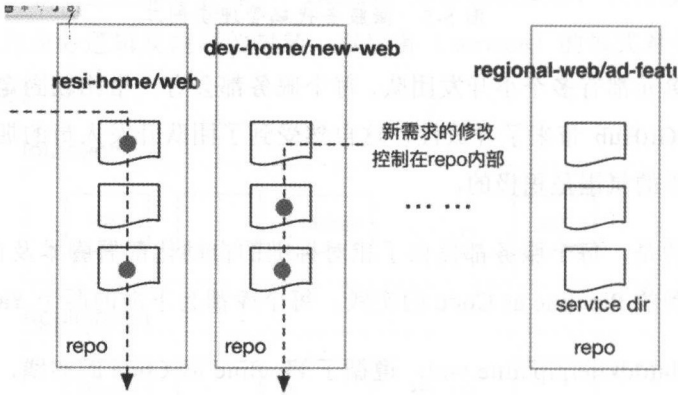 dev-home/new-web
resi-home/web
regional-web/ad-featu
新需求的修改
控制在repo内部
... ...
service dir
repo
repo
repo